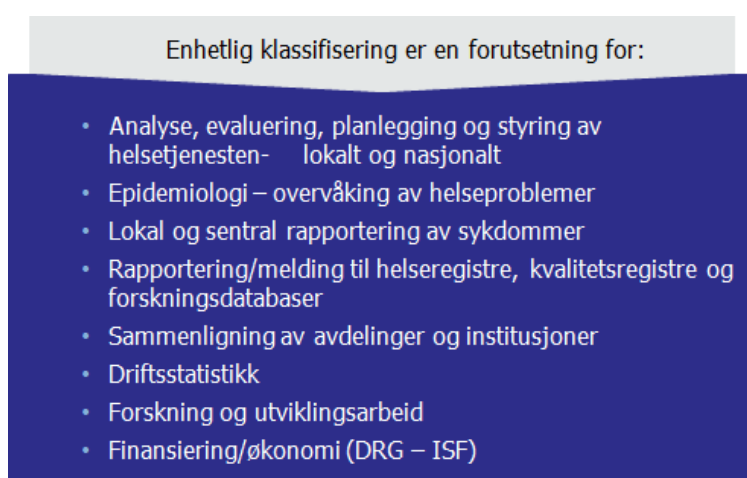 Enhetlig klassifisering er en forutsetning for:
• Analyse, evaluering, planlegging og styring av
helsetjenesten- lokalt og nasjonalt
• Epidemiologi – overvåking av helseproblemer
• Lokal og sentral rapportering av sykdommer
• Rapportering/melding til helseregistre, kvalitetsregistre og
forskningsdatabaser
• Sammenligning av avdelinger og institusjoner
• Driftsstatistikk
• Forskning og utviklingsarbeid
• Finansiering/økonomi (DRG – ISF)